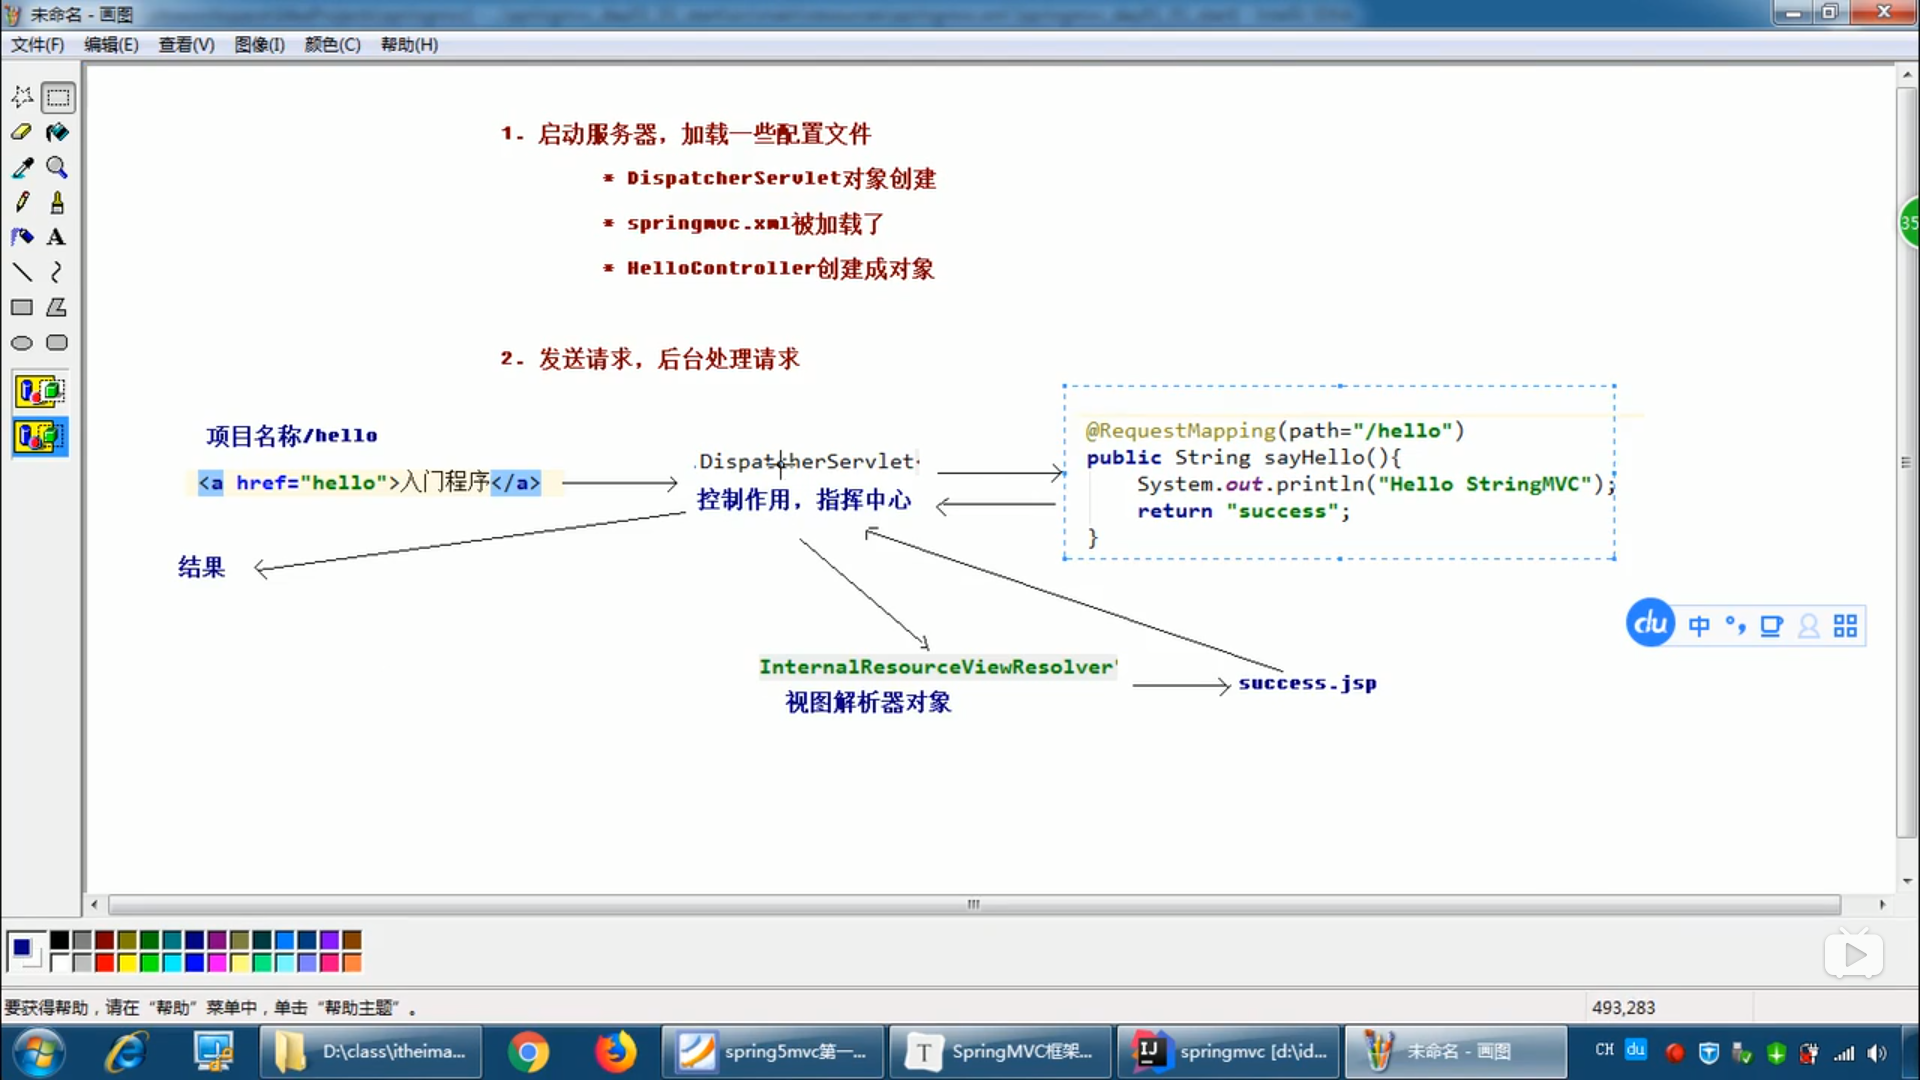 未命名 - 画图
文件(F) 编辑(E) 查看(V) 图像(I) 颜色(C) 帮助(H)
1. 启动服务器，加载一些配置文件
* DispatcherServlet对象创建
* springmvc.xml被加载了
* HelloController创建成对象
35
2. 发送请求，后台处理请求
项目名称/hello
<a href="hello">入门程序</a>
.DispatcherServlet
控制作用，指挥中心
@RequestMapping(path="/hello")
public String sayHello(){
System.out.println("Hello StringMVC");
return "success";
}
结果
du 中 °,
InternalResourceViewResolver"
视图解析器对象
success.jsp
要获得帮助，请在“帮助”菜单中，单击“帮助主题”。
493,283
D:\class\itheima...
spring5mvc第一...
SpringMVC框架...
springmvc [d:\id...
未命名 - 画图
CH du